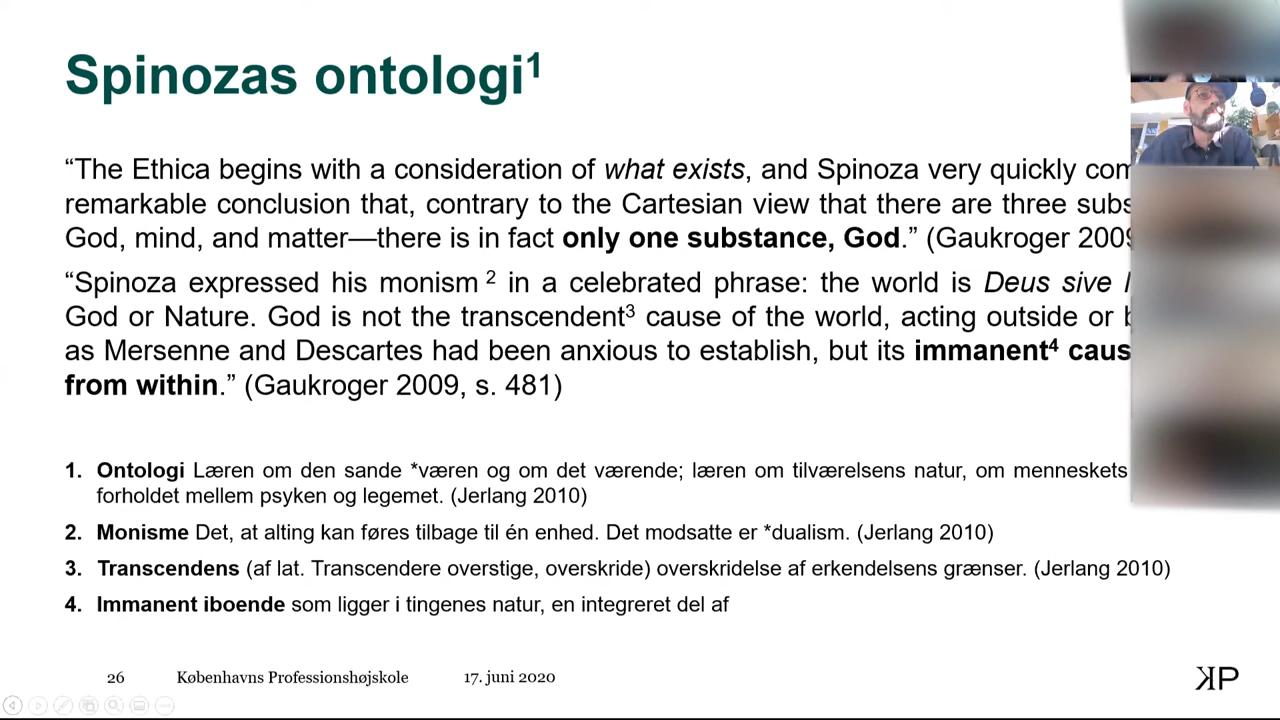 Spinozas ontologi¹
“The Ethica begins with a consideration of what exists, and Spinoza very quickly
remarkable conclusion that, contrary to the Cartesian view that there are three
God, mind, and matter—there is in fact only one substance, God.” (Gaukroger
“Spinoza expressed his monism ² in a celebrated phrase: the world is Deus sive
God or Nature. God is not the transcendent³ cause of the world, acting outside or
as Mersenne and Descartes had been anxious to establish, but its immanent⁴
from within.” (Gaukroger 2009, s. 481)
1. Ontologi Læren om den sande *væren og om det værende; læren om tilværelsens natur, om menneskets
forholdet mellem psyken og legemet. (Jerlang 2010)
2. Monisme Det, at alting kan føres tilbage til én enhed. Det modsatte er *dualism. (Jerlang 2010)
3. Transcendens (af lat. Transcendere overstige, overskride) overskridelse af erkendelsens grænser. (Jerlang 2010)
4. Immanent iboende som ligger i tingenes natur, en integreret del af
26 Københavns Professionshøjskole 17. juni 2020
KP